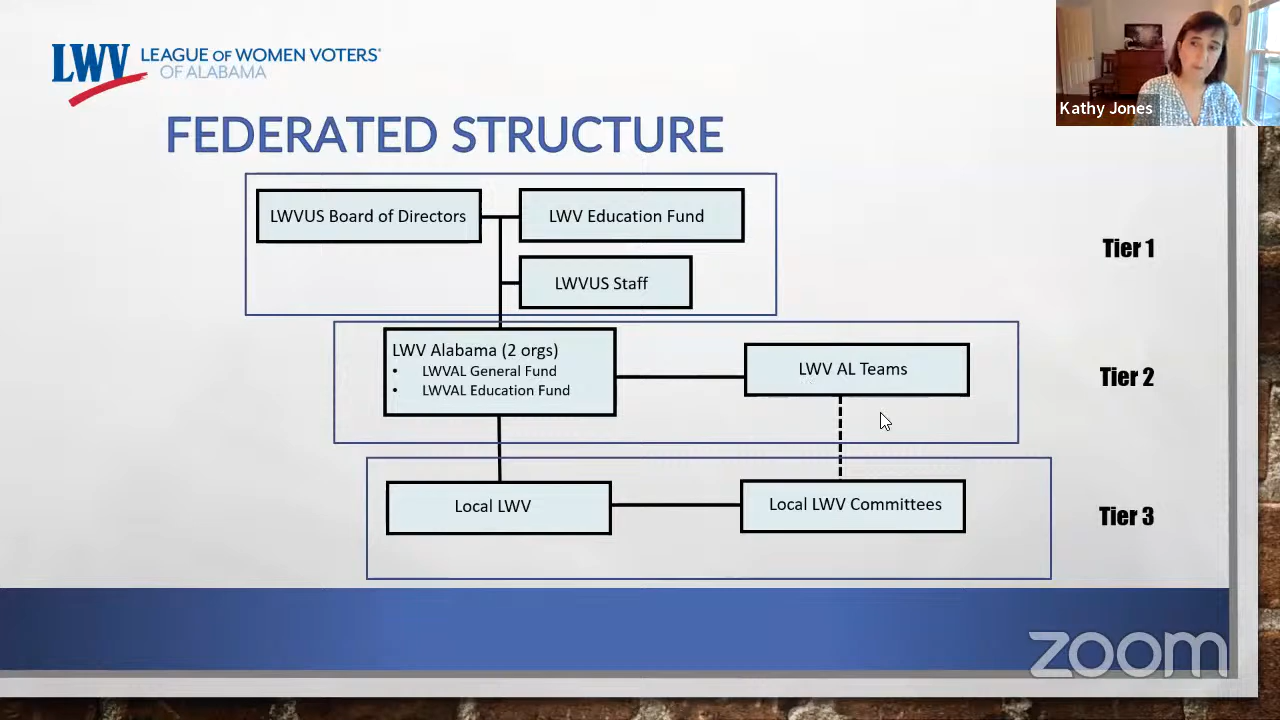 LWV LEAGUE OF WOMEN VOTERS®
OF ALABAMA
Kathy Jones
FEDERATED STRUCTURE
LWVUS Board of Directors
LWV Education Fund
LWVUS Staff
Tier 1
LWV Alabama (2 orgs)
• LWVAL General Fund
• LWVAL Education Fund
LWV AL Teams
Tier 2
Local LWV
Local LWV Committees
Tier 3
zoom